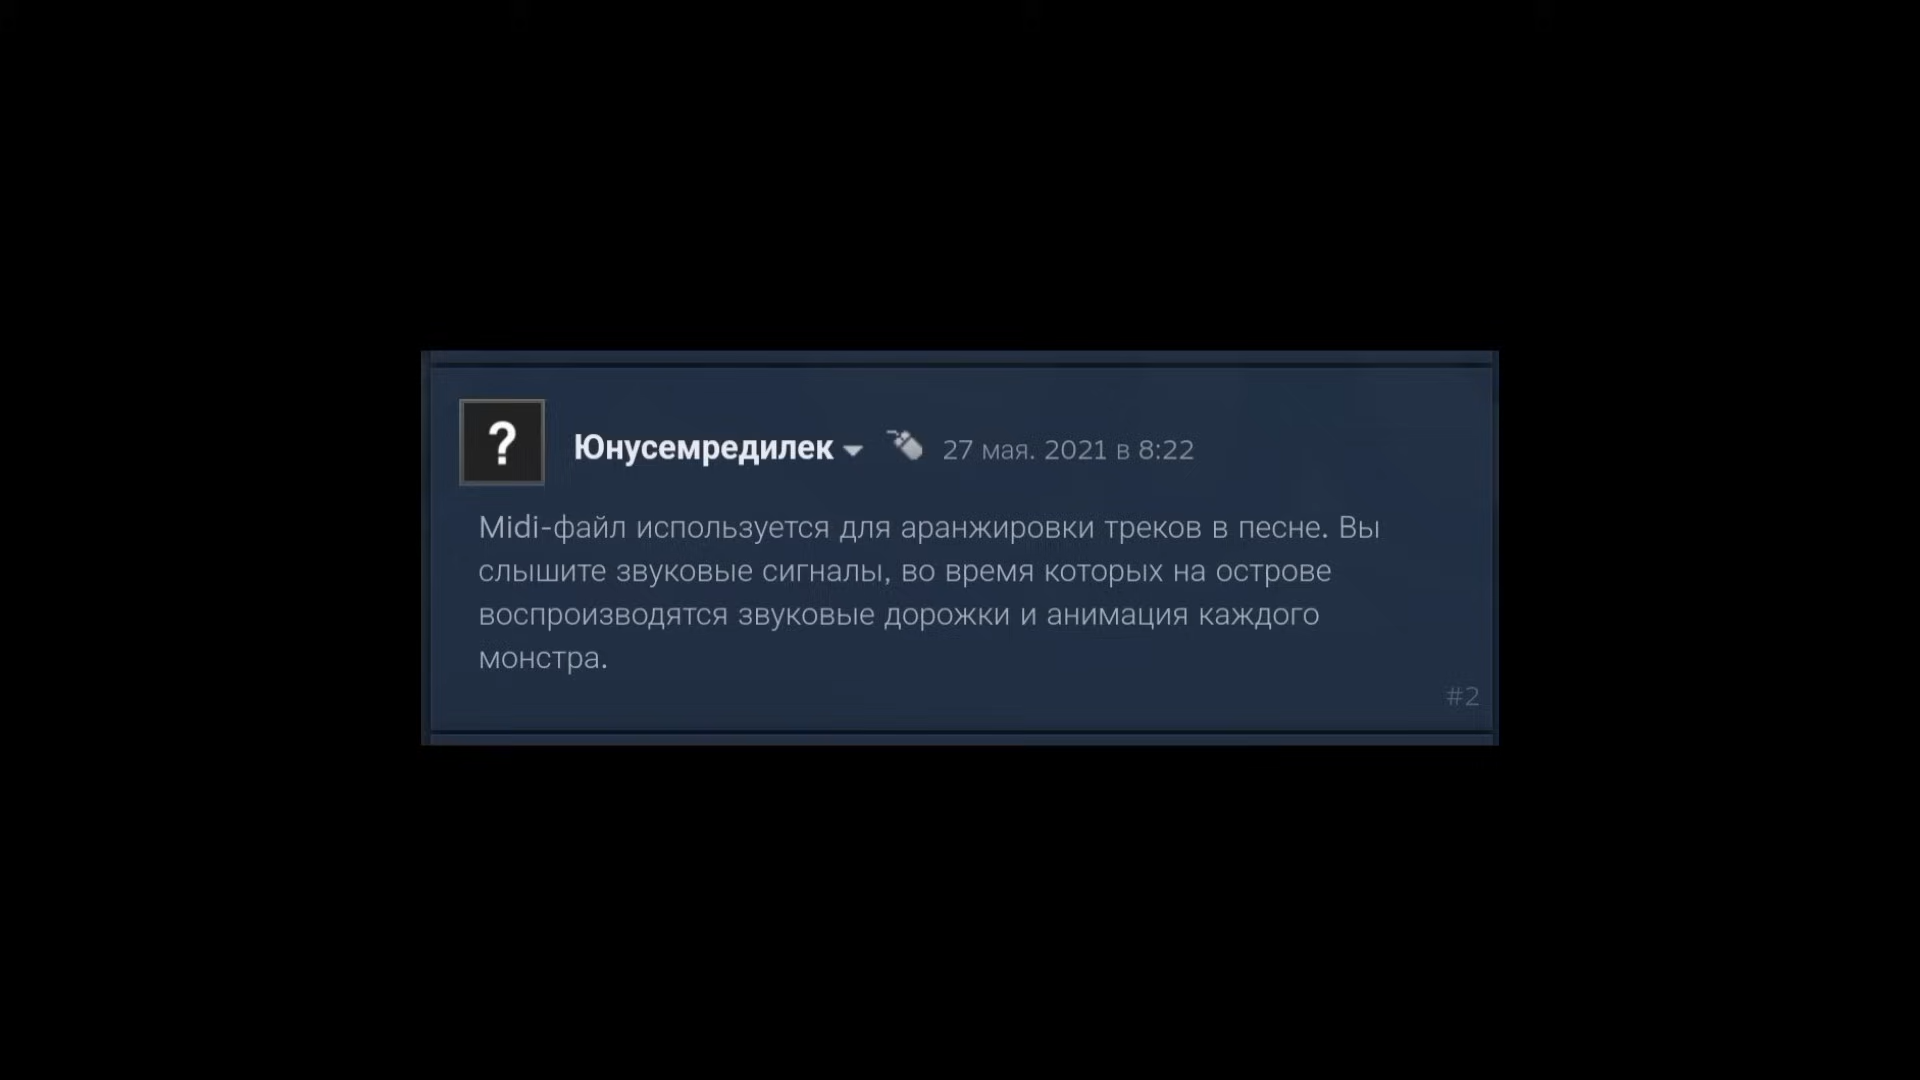 ?
Юнусемредилек 27 мая. 2021 в 8:22
Midi-файл используется для аранжировки треков в песне. Вы
слышите звуковые сигналы, во время которых на острове
воспроизводятся звуковые дорожки и анимация каждого
монстра.
#2